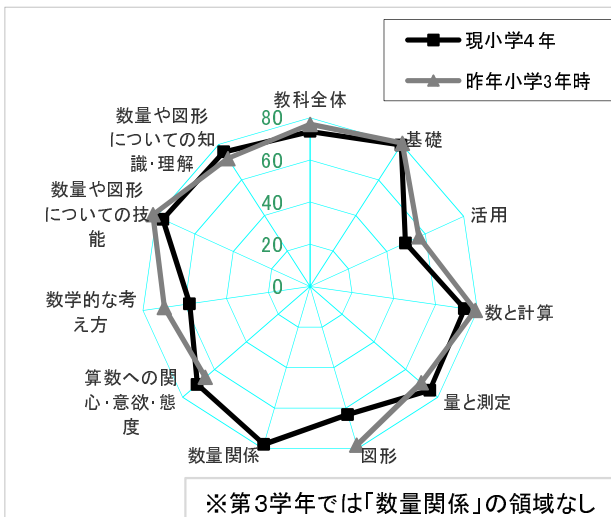 現小学4年
昨年小学3年時
教科全体
基礎
活用
数と計算
量と測定
図形
数量関係
算数への関
心・意欲・態
度
数学的な考
え方
数量や図形
についての技
能
数量や図形
についての知
識・理解
80
60
40
20
0
※第3学年では「数量関係」の領域なし